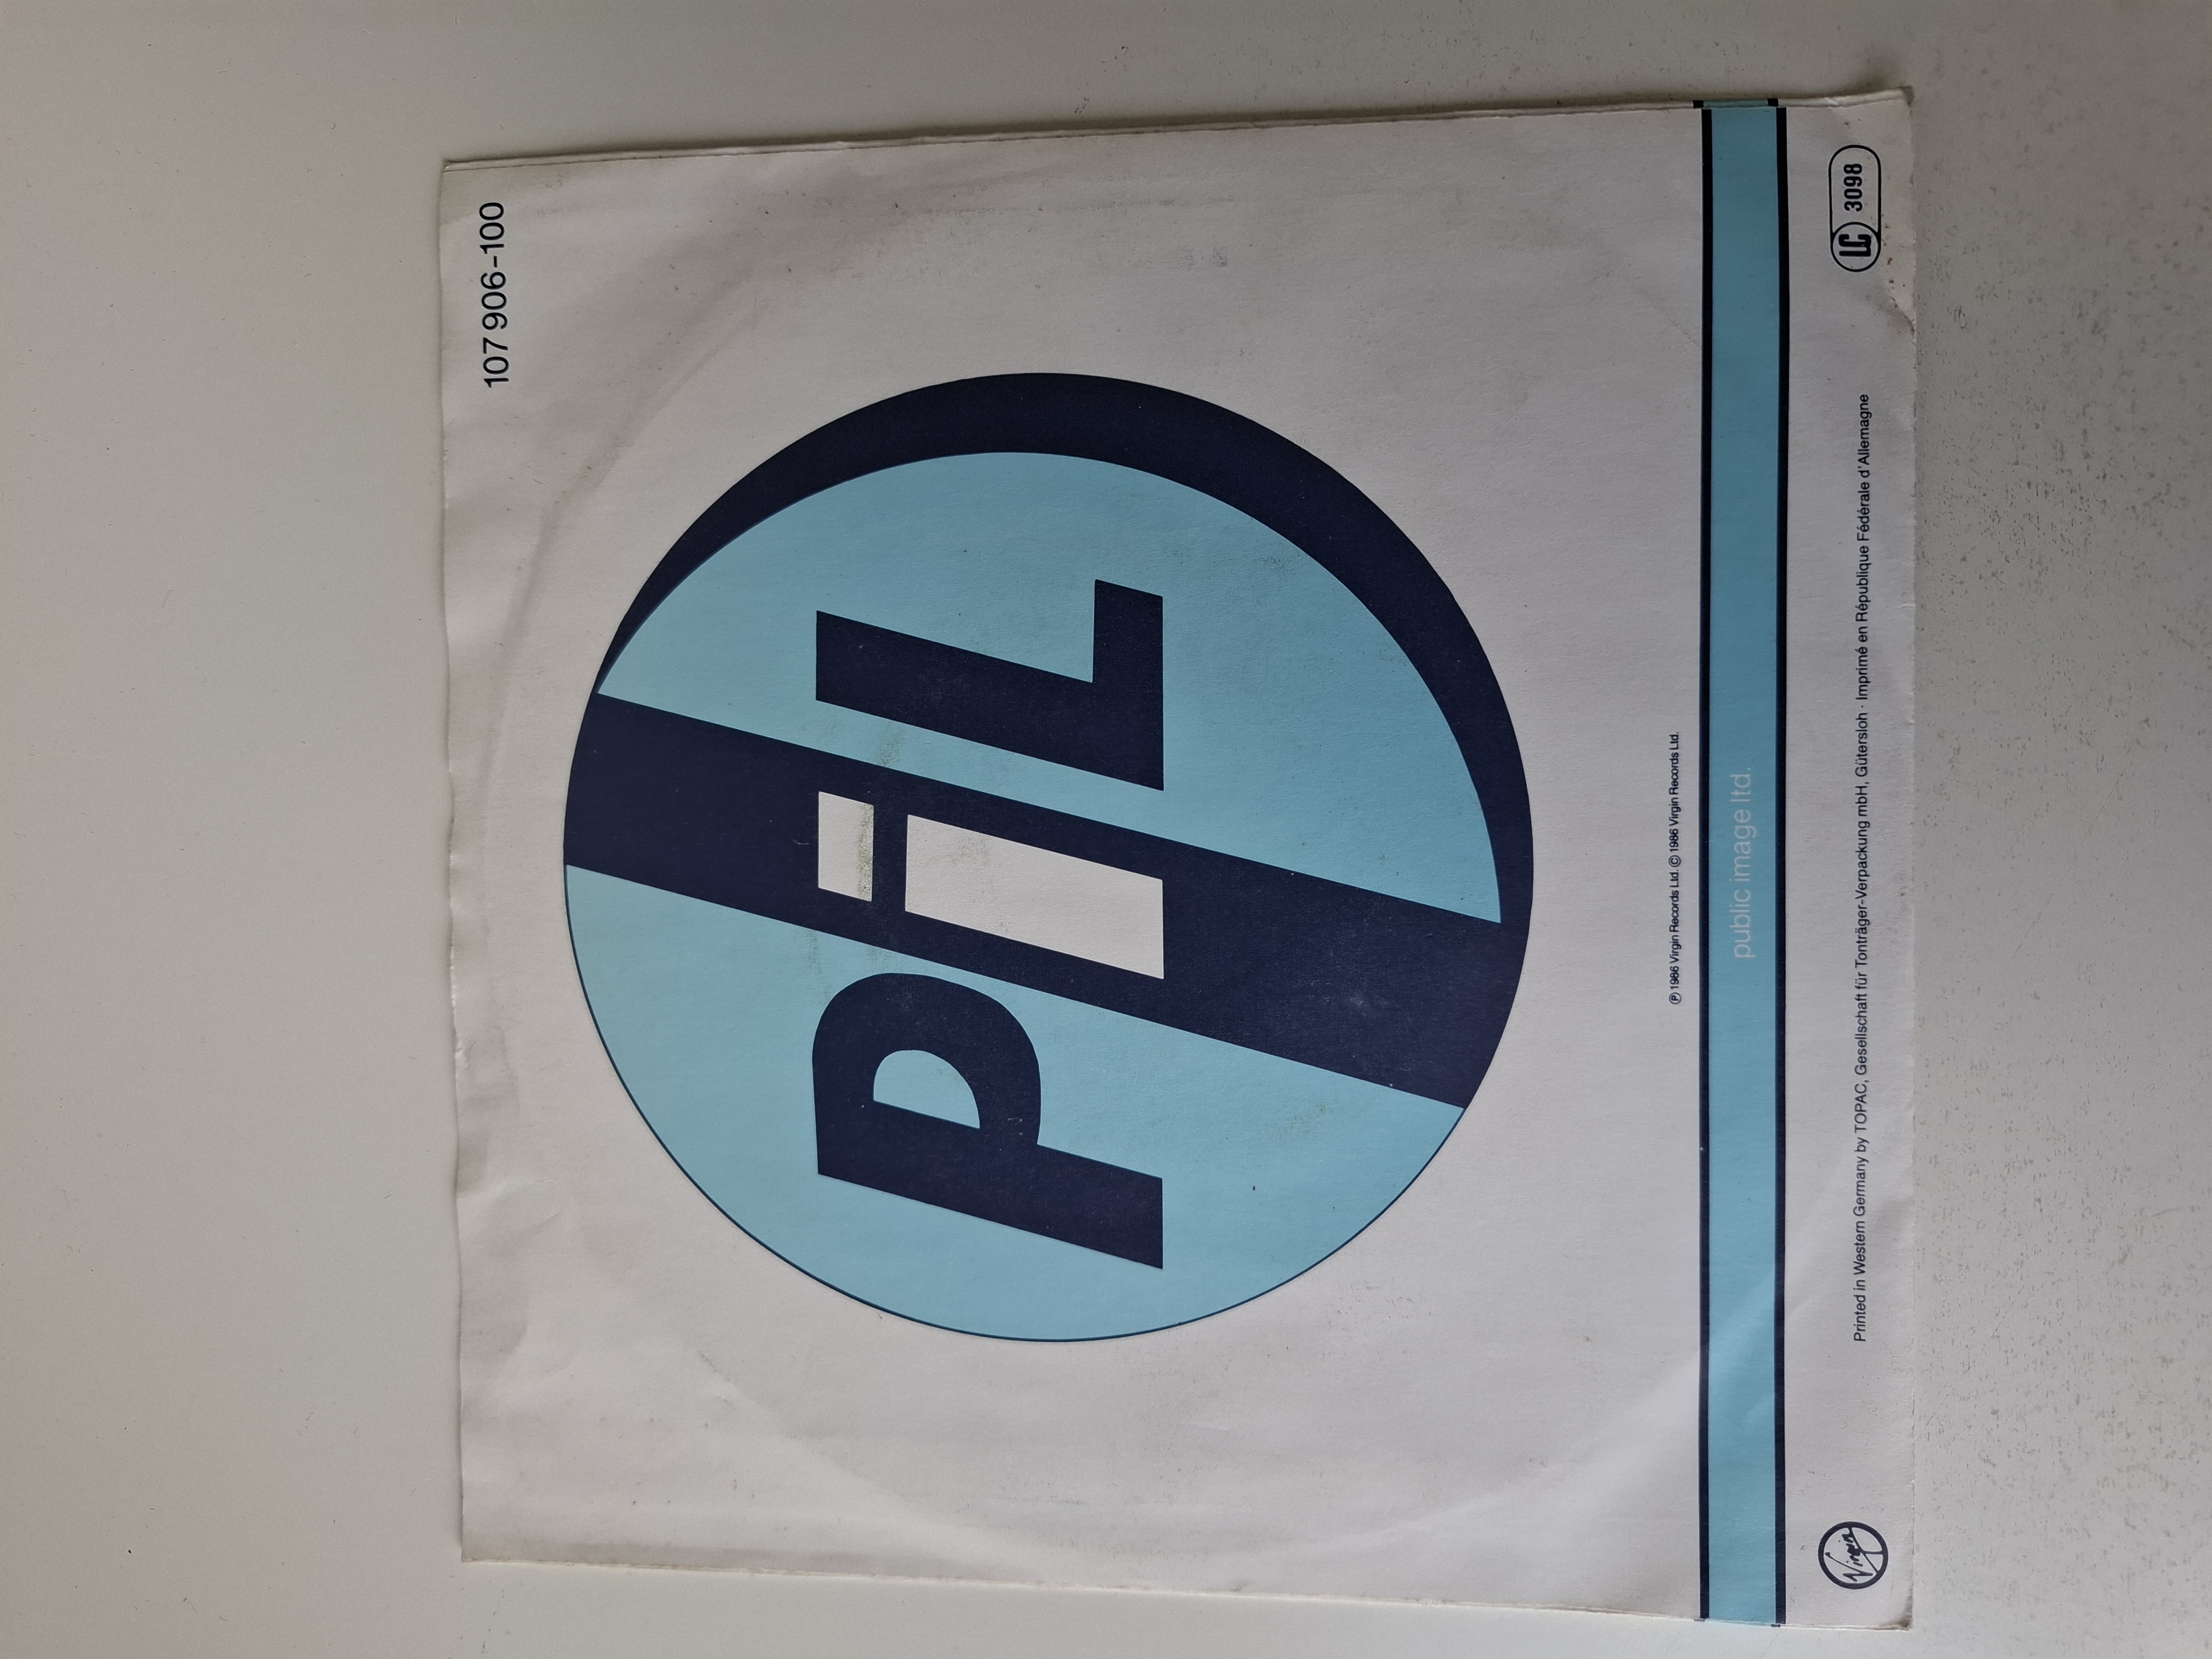 107 906-100
PiL
Ⓟ 1986 Virgin Records Ltd. Ⓒ 1986 Virgin Records Ltd.
public image ltd.
Virgin
Printed in Western Germany by TOPAC, Gesellschaft für Tonträger-Verpackung mbH, Gütersloh · Imprimé en République Fédérale d'Allemagne
LC 3098